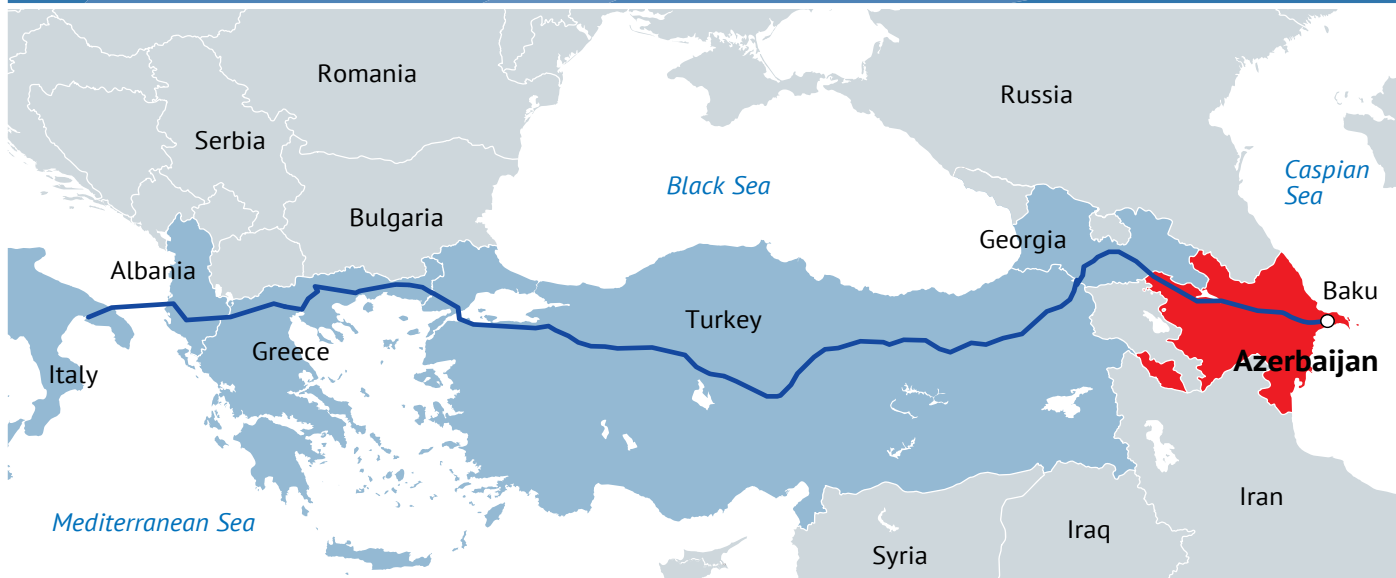 Romania
Russia
Serbia
Black Sea
Caspian
Sea
Bulgaria
Georgia
Albania
Baku
Turkey
Greece
Azerbaijan
Italy
Mediterranean Sea
Iran
Iraq
Syria